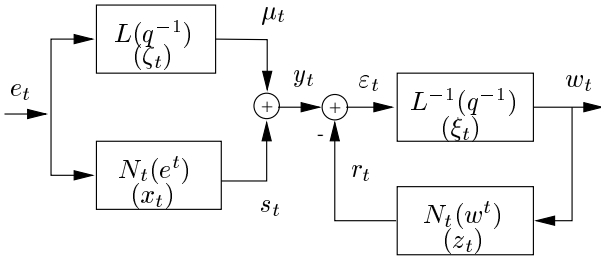 e_t
L(q^{-1})
(ζ_t)
μ_t
N_t(e^t)
(x_t)
s_t
+
y_t
+
-
ε_t
r_t
L^{-1}(q^{-1})
(ξ_t)
w_t
N_t(w^t)
(z_t)